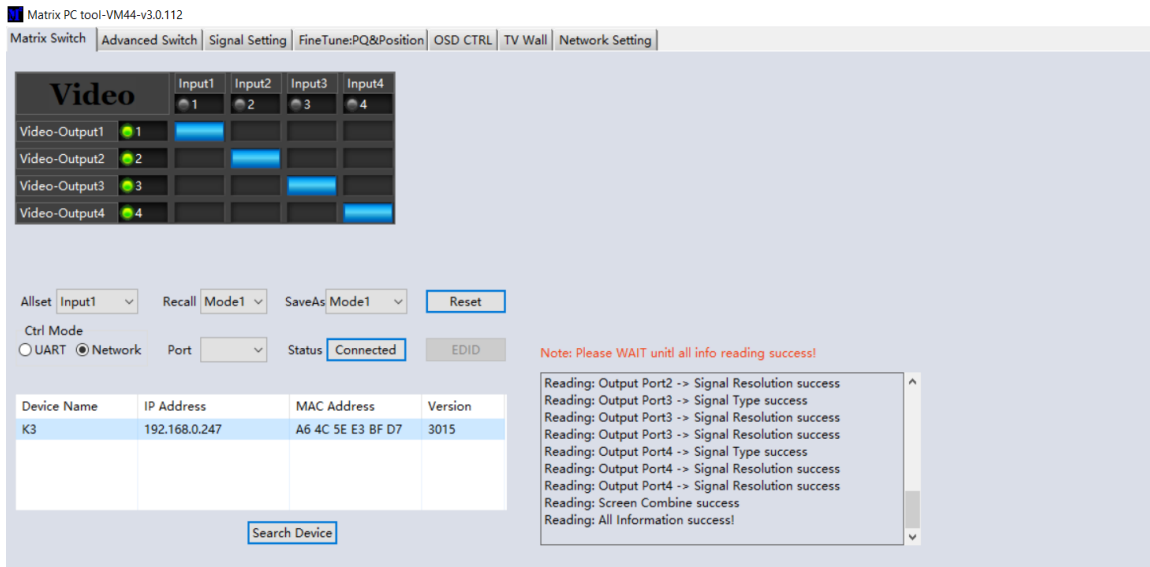 Matrix PC tool-VM44-v3.0.112
Matrix Switch Advanced Switch Signal Setting FineTune:PQ&Position OSD CTRL TV Wall Network Setting
Video Input1 Input2 Input3 Input4
1 2 3 4
Video-Output1 1
Video-Output2 2
Video-Output3 3
Video-Output4 4
Allset Input1 Recall Mode1 SaveAs Mode1 Reset
Ctrl Mode
UART Network Port Status Connected EDID
Note: Please WAIT unitl all info reading success!
Device Name IP Address MAC Address Version
K3 192.168.0.247 A6 4C 5E E3 BF D7 3015
Search Device
Reading: Output Port2 -> Signal Resolution success
Reading: Output Port3 -> Signal Type success
Reading: Output Port3 -> Signal Resolution success
Reading: Output Port3 -> Signal Resolution success
Reading: Output Port4 -> Signal Type success
Reading: Output Port4 -> Signal Resolution success
Reading: Output Port4 -> Signal Resolution success
Reading: Screen Combine success
Reading: All Information success!